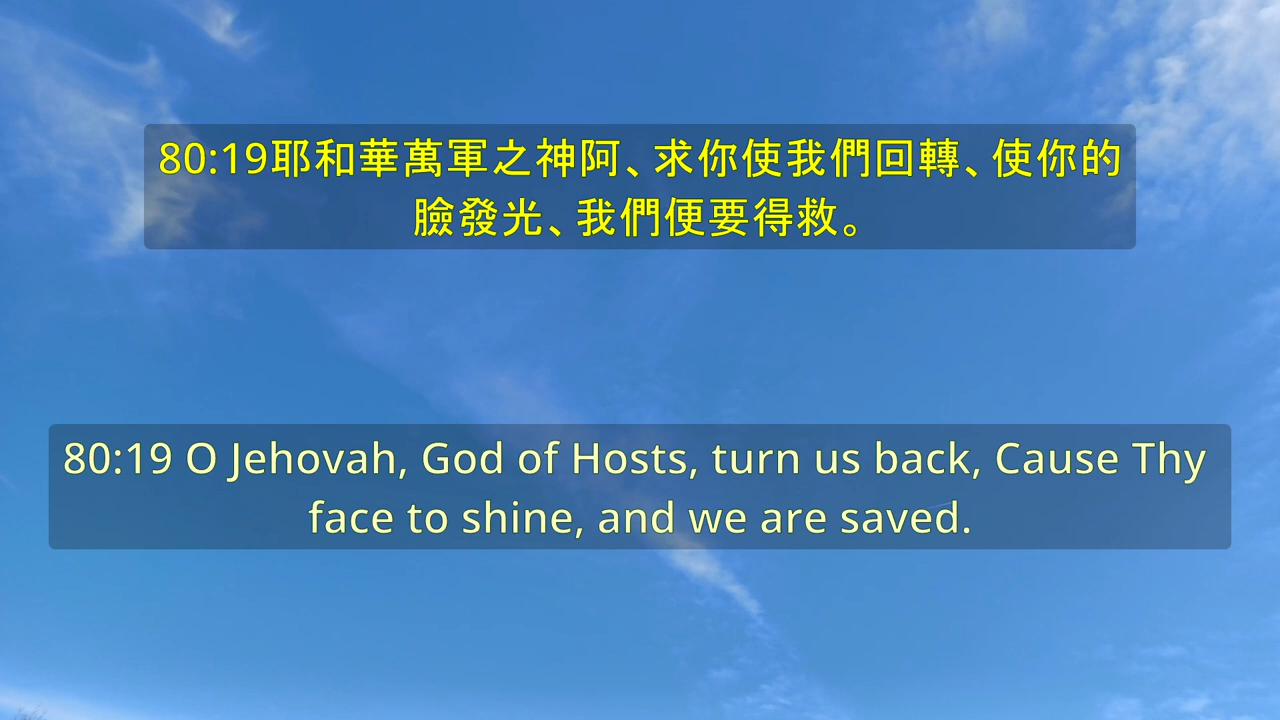 80:19耶和華萬軍之神阿、求你使我們回轉、使你的
臉發光、我們便要得救。
80:19 O Jehovah, God of Hosts, turn us back, Cause Thy
face to shine, and we are saved.